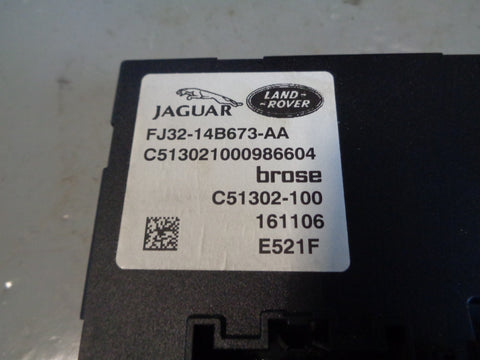 JAGUAR
LAND-
-ROVER
FJ32-14B673-AA
C513021000986604
brose
C51302-100
161106
E521F